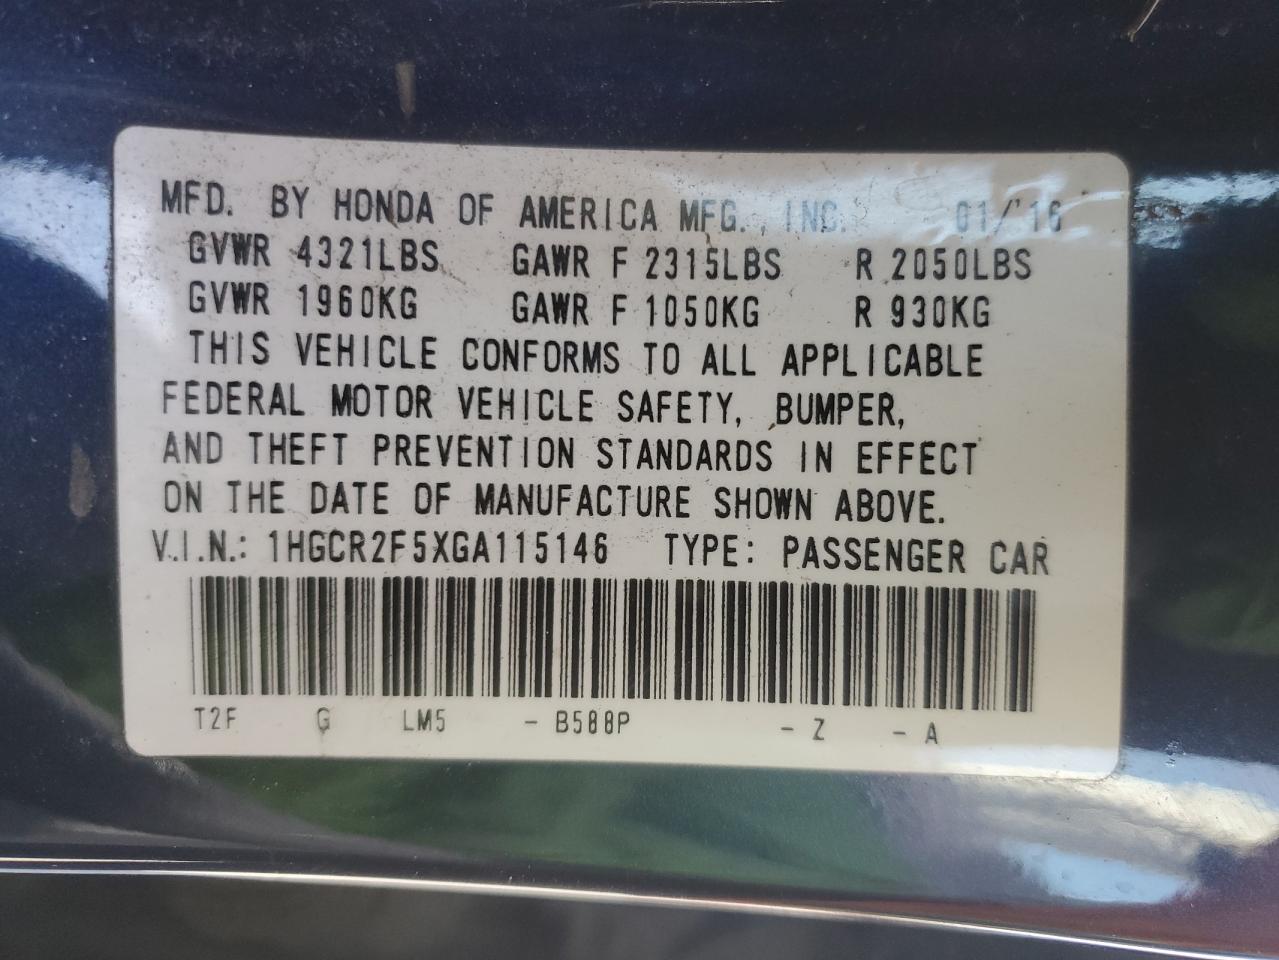 MFD. BY HONDA OF AMERICA MFG., INC. 01/'16
GVWR 4321LBS GAWR F 2315LBS R 2050LBS
GVWR 1960KG GAWR F 1050KG R 930KG
THIS VEHICLE CONFORMS TO ALL APPLICABLE
FEDERAL MOTOR VEHICLE SAFETY, BUMPER,
AND THEFT PREVENTION STANDARDS IN EFFECT
ON THE DATE OF MANUFACTURE SHOWN ABOVE.
V.I.N.: 1HGCR2F5XGA115146 TYPE: PASSENGER CAR
T2F G LM5 - B588P - Z - A